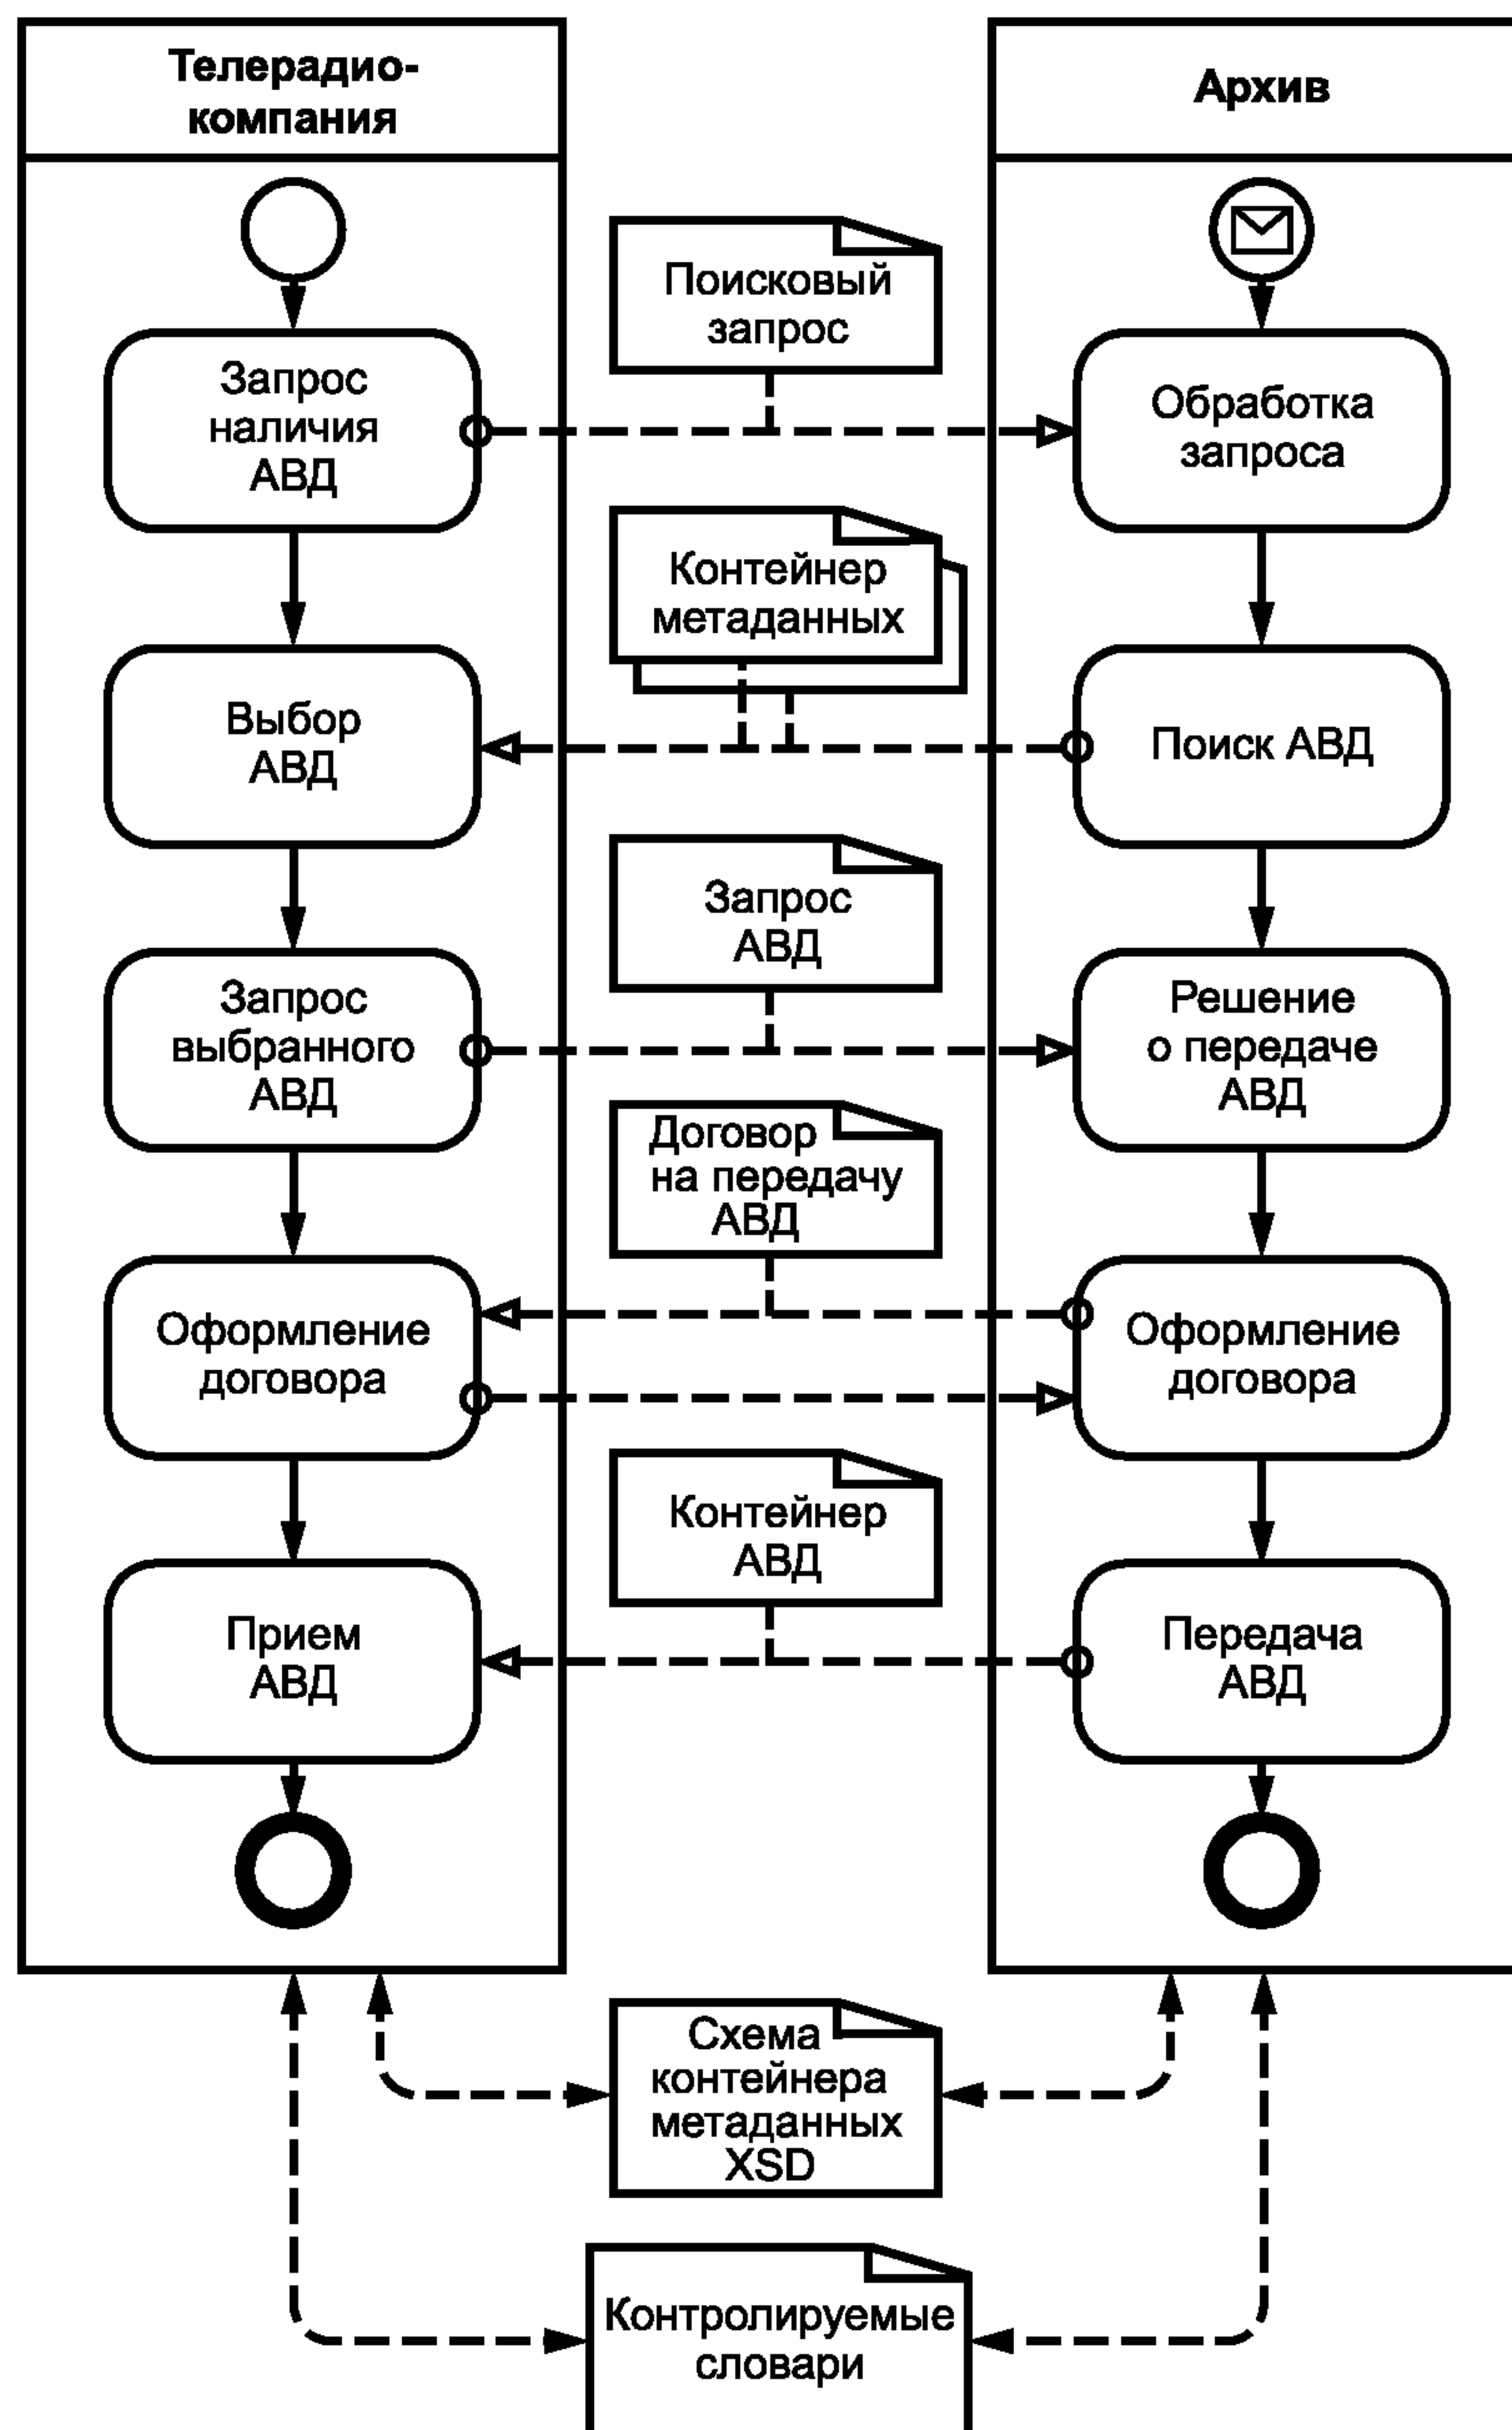 Телерадио-
компания
Архив
Поисковый
запрос
Запрос
наличия
АВД
Обработка
запроса
Контейнер
метаданных
Выбор
АВД
Поиск АВД
Запрос
АВД
Запрос
выбранного
АВД
Решение
о передаче
АВД
Договор
на передачу
АВД
Оформление
договора
Оформление
договора
Контейнер
АВД
Прием
АВД
Передача
АВД
Схема
контейнера
метаданных
XSD
Контролируемые
словари